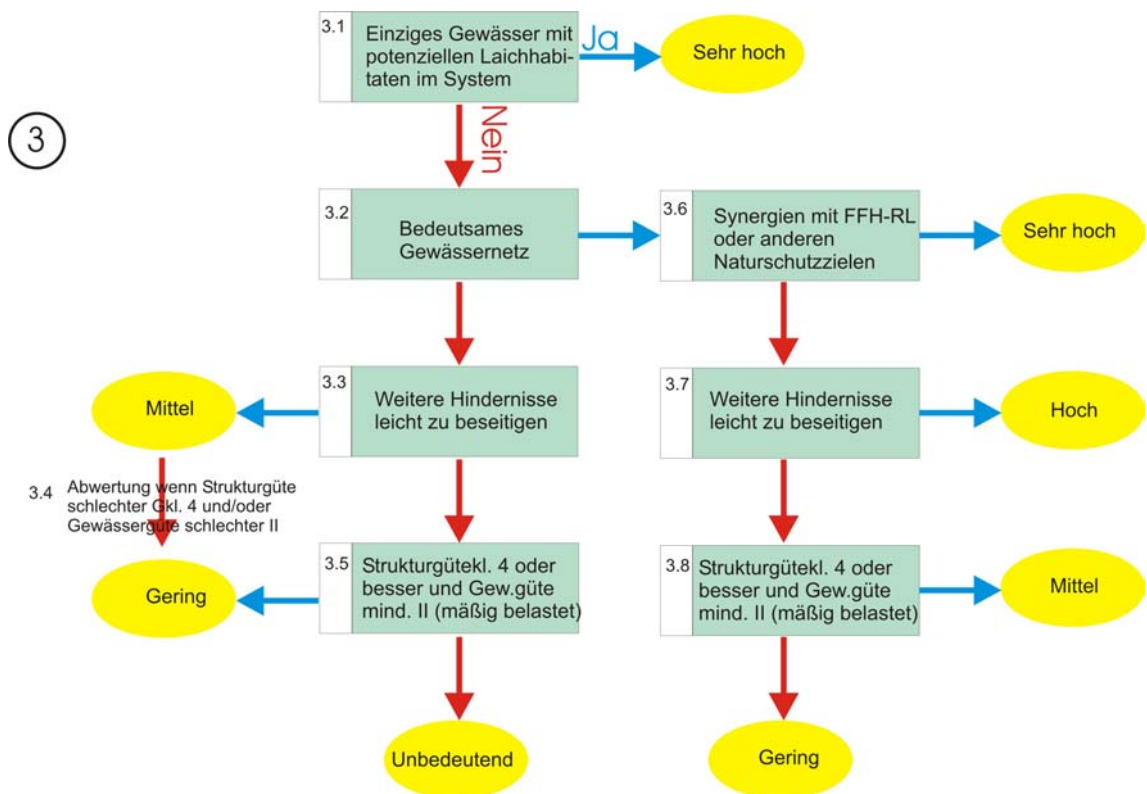 3
3.1
Einziges Gewässer mit
potenziellen Laichhabi-
taten im System
Ja
Sehr hoch
Nein
3.2
Bedeutsames
Gewässernetz
3.6
Synergien mit FFH-RL
oder anderen
Naturschutzzielen
Sehr hoch
Mittel
3.3
Weitere Hindernisse
leicht zu beseitigen
3.7
Weitere Hindernisse
leicht zu beseitigen
Hoch
3.4
Abwertung wenn Strukturgüte
schlechter Gkl. 4 und/oder
Gewässergüte schlechter II
Gering
3.5
Strukturgütekl. 4 oder
besser und Gew.güte
mind. II (mäßig belastet)
3.8
Strukturgütekl. 4 oder
besser und Gew.güte
mind. II (mäßig belastet)
Mittel
Unbedeutend
Gering